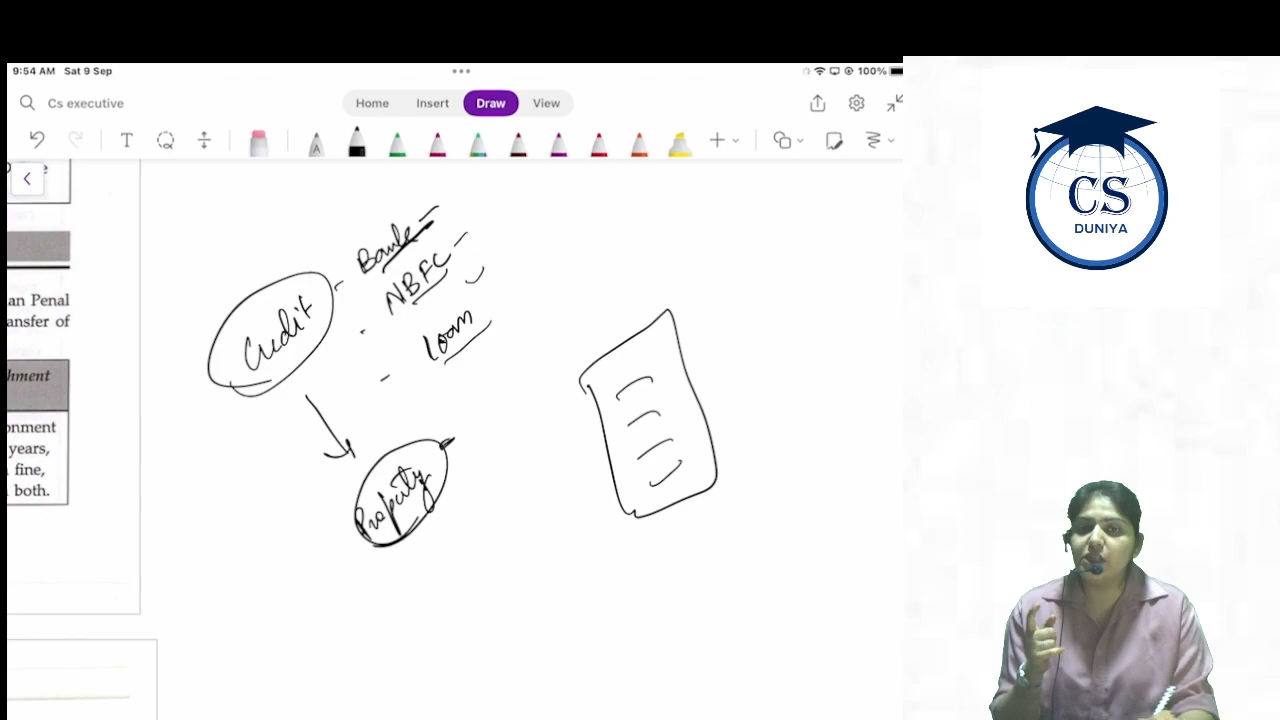 9:54 AM Sat 9 Sep
100%
Cs executive
Home Insert Draw View
T
A
an Penal
ansfer of
hment
onment
years,
fine,
both.
Credit
Bank
NBFC
loan
Property
CS
DUNIYA